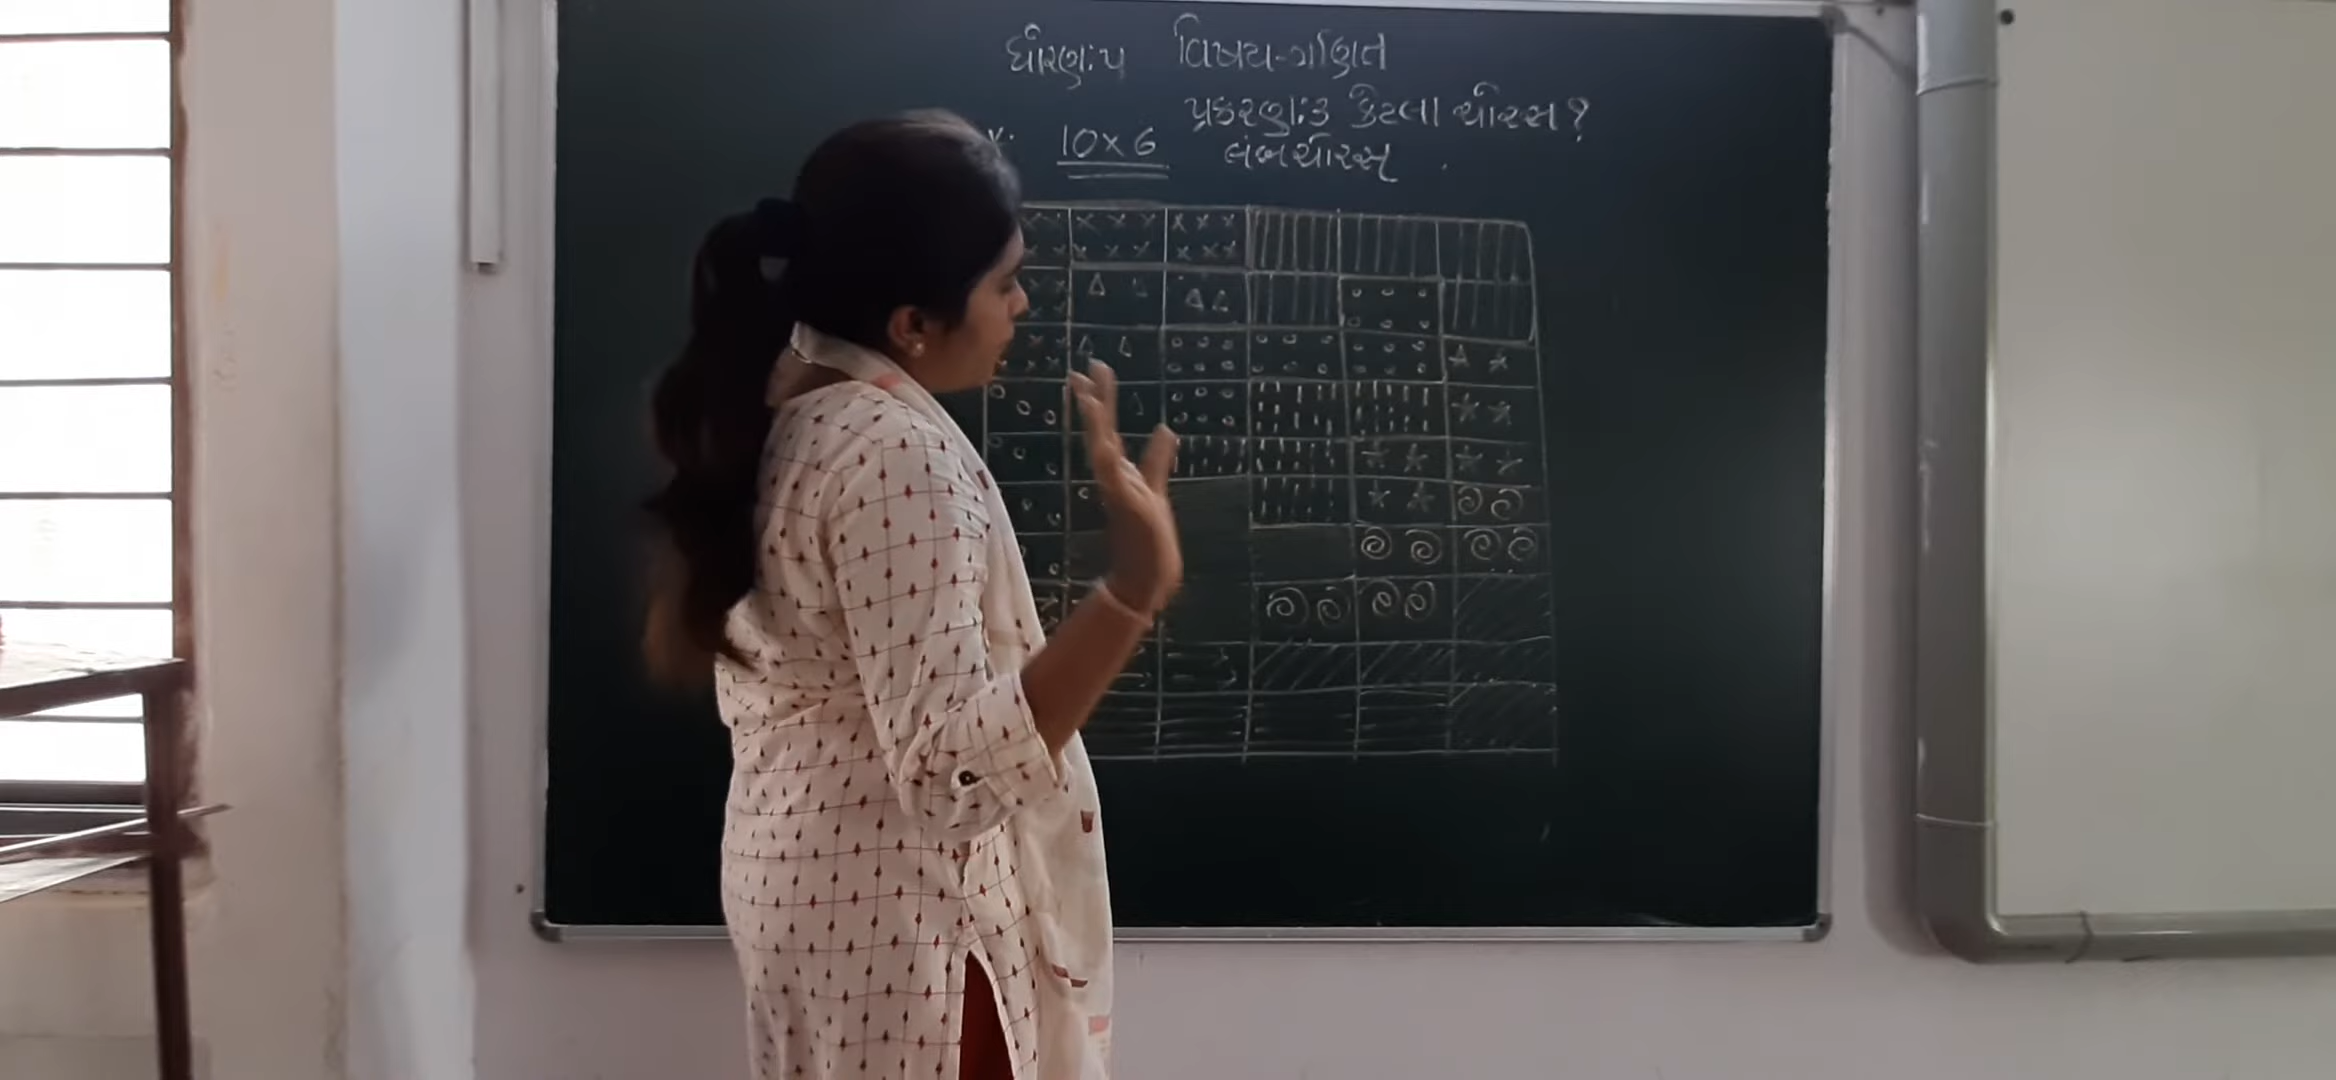 ધોરણ:૫ વિષય-ગણિત
પ્રકરણ:૩ કેટલા ચોરસ?
10×6 લંબચોરસ